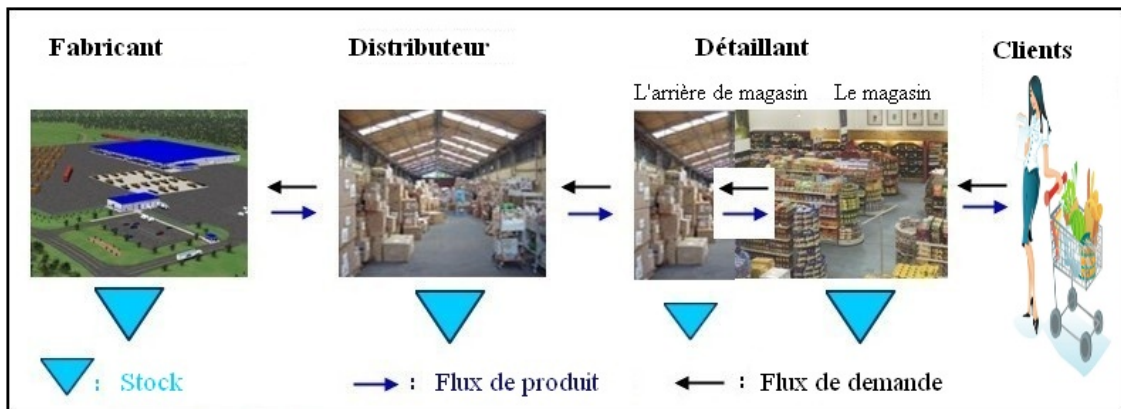 Fabricant
Distributeur
Détaillant
Clients
L'arrière de magasin
Le magasin
: Stock
: Flux de produit
: Flux de demande